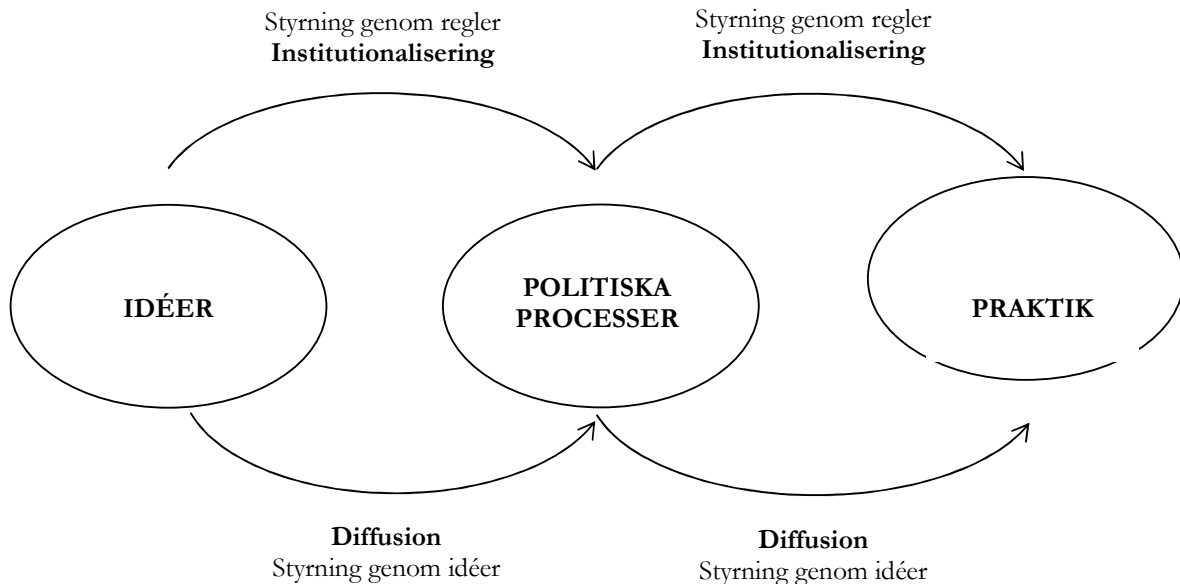 Styrning genom regler
Institutionalisering
Styrning genom regler
Institutionalisering
IDÉER
POLITISKA
PROCESSER
PRAKTIK
Diffusion
Styrning genom idéer
Diffusion
Styrning genom idéer